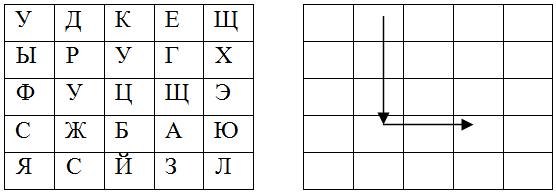 У Д К Е Щ
Ы Р У Г Х
Ф У Ц Щ Э
С Ж Б А Ю
Я С Й З Л